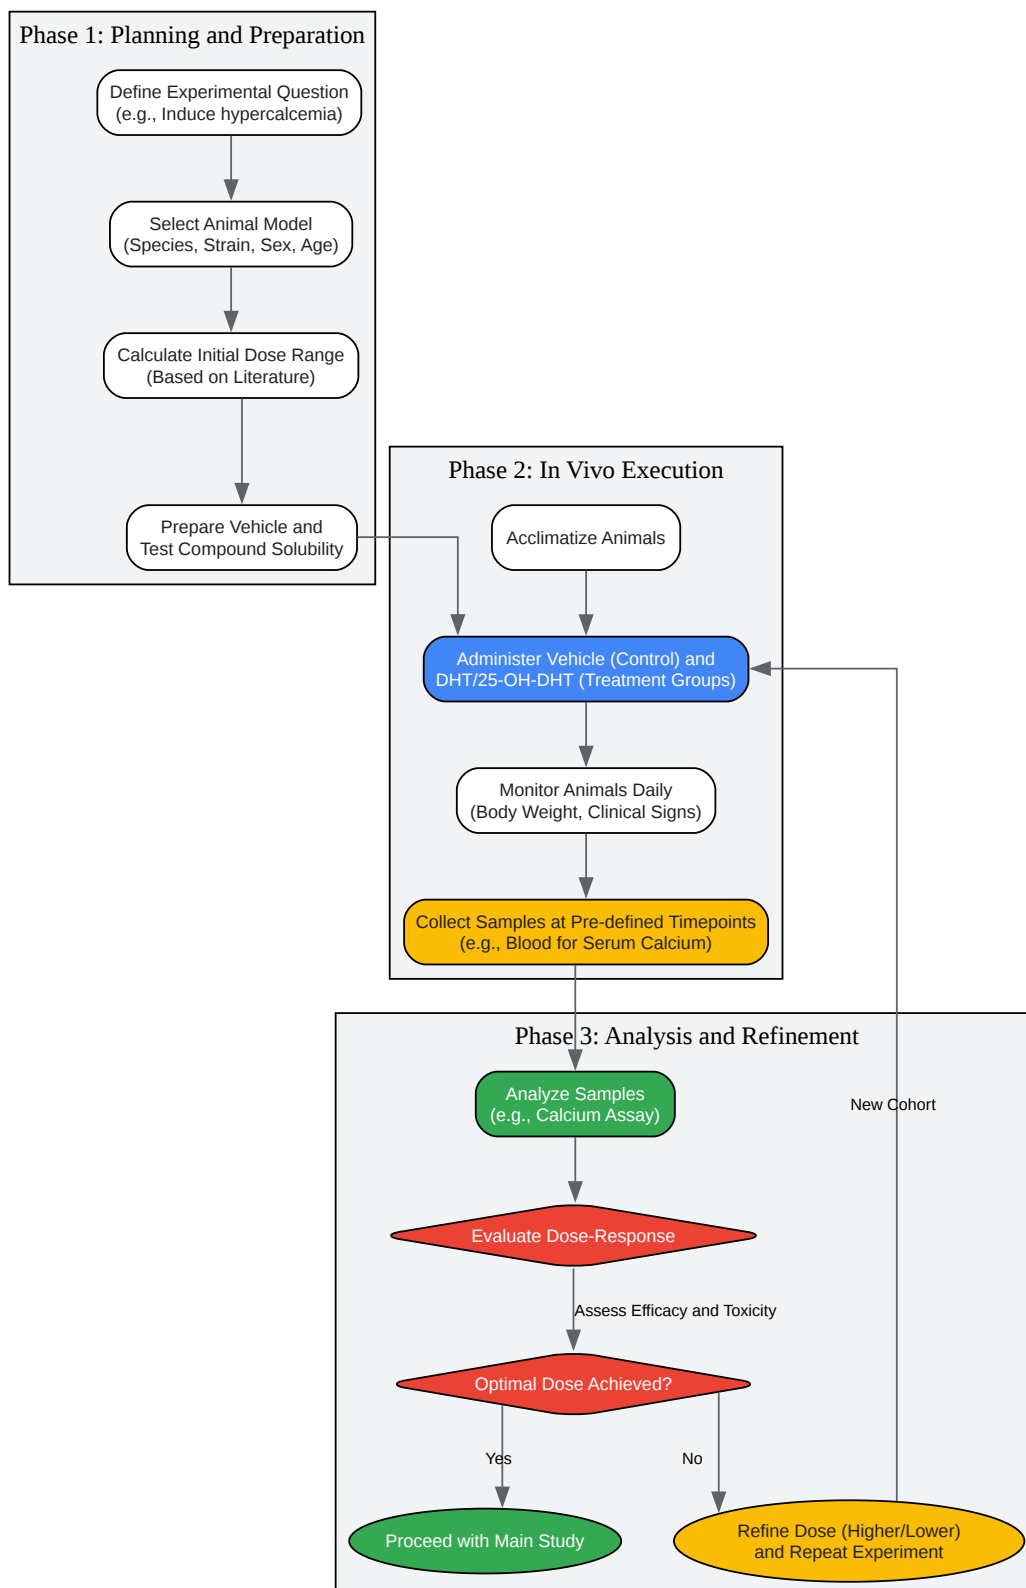 Phase 1: Planning and Preparation
Define Experimental Question
(e.g., Induce hypercalcemia)
Select Animal Model
(Species, Strain, Sex, Age)
Calculate Initial Dose Range
(Based on Literature)
Prepare Vehicle and
Test Compound Solubility
Phase 2: In Vivo Execution
Acclimatize Animals
Administer Vehicle (Control) and
DHT/25-OH-DHT (Treatment Groups)
Monitor Animals Daily
(Body Weight, Clinical Signs)
Collect Samples at Pre-defined Timepoints
(e.g., Blood for Serum Calcium)
Phase 3: Analysis and Refinement
Analyze Samples
(e.g., Calcium Assay)
New Cohort
Evaluate Dose-Response
Assess Efficacy and Toxicity
Optimal Dose Achieved?
Yes
No
Proceed with Main Study
Refine Dose (Higher/Lower)
and Repeat Experiment